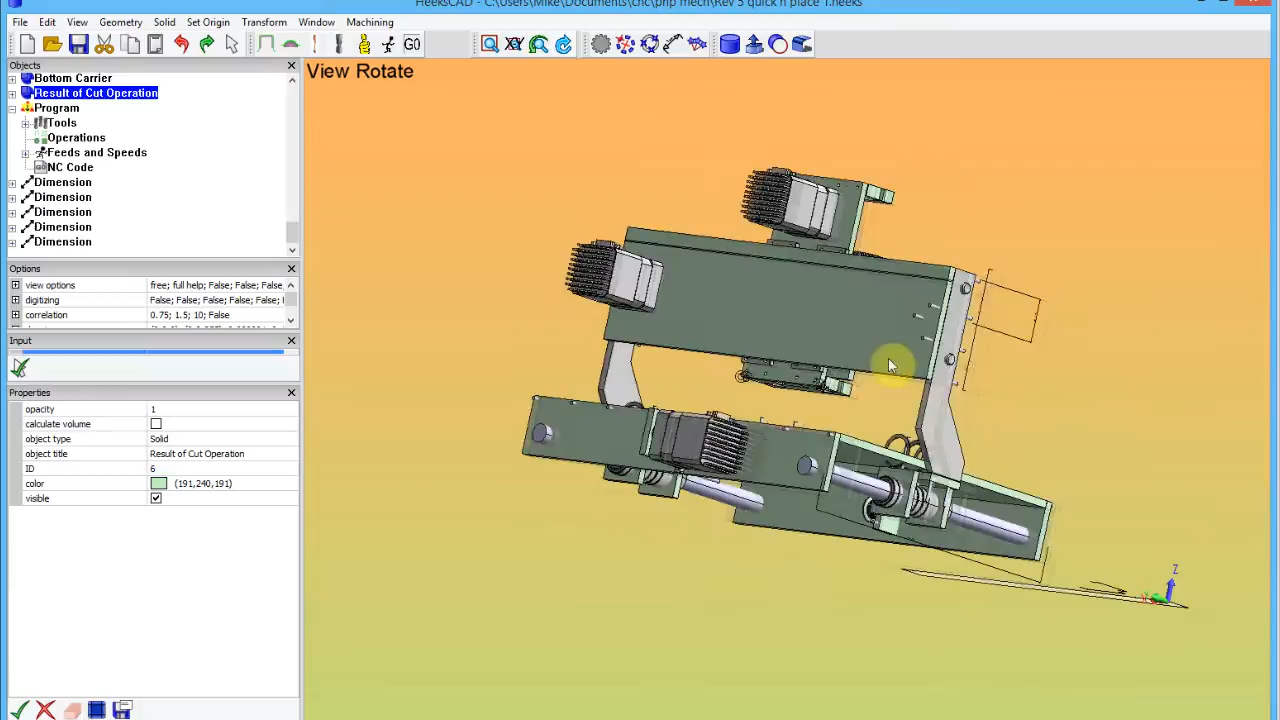 HeeksCAD - C:\Users\Mike\Documents\cnc\php mech\Rev 5 quick n place 1.heeks
File Edit View Geometry Solid Set Origin Transform Window Machining
G0
Objects
Bottom Carrier
Result of Cut Operation
Program
Tools
Operations
Feeds and Speeds
NC Code
Dimension
Dimension
Dimension
Dimension
Dimension
Options
view options free; full help; False; False; False,
digitizing False; False; False; False; False
correlation 0.75; 1.5; 10; False
Input
Properties
opacity 1
calculate volume
object type Solid
object title Result of Cut Operation
ID 6
color (191,240,191)
visible
View Rotate
Z